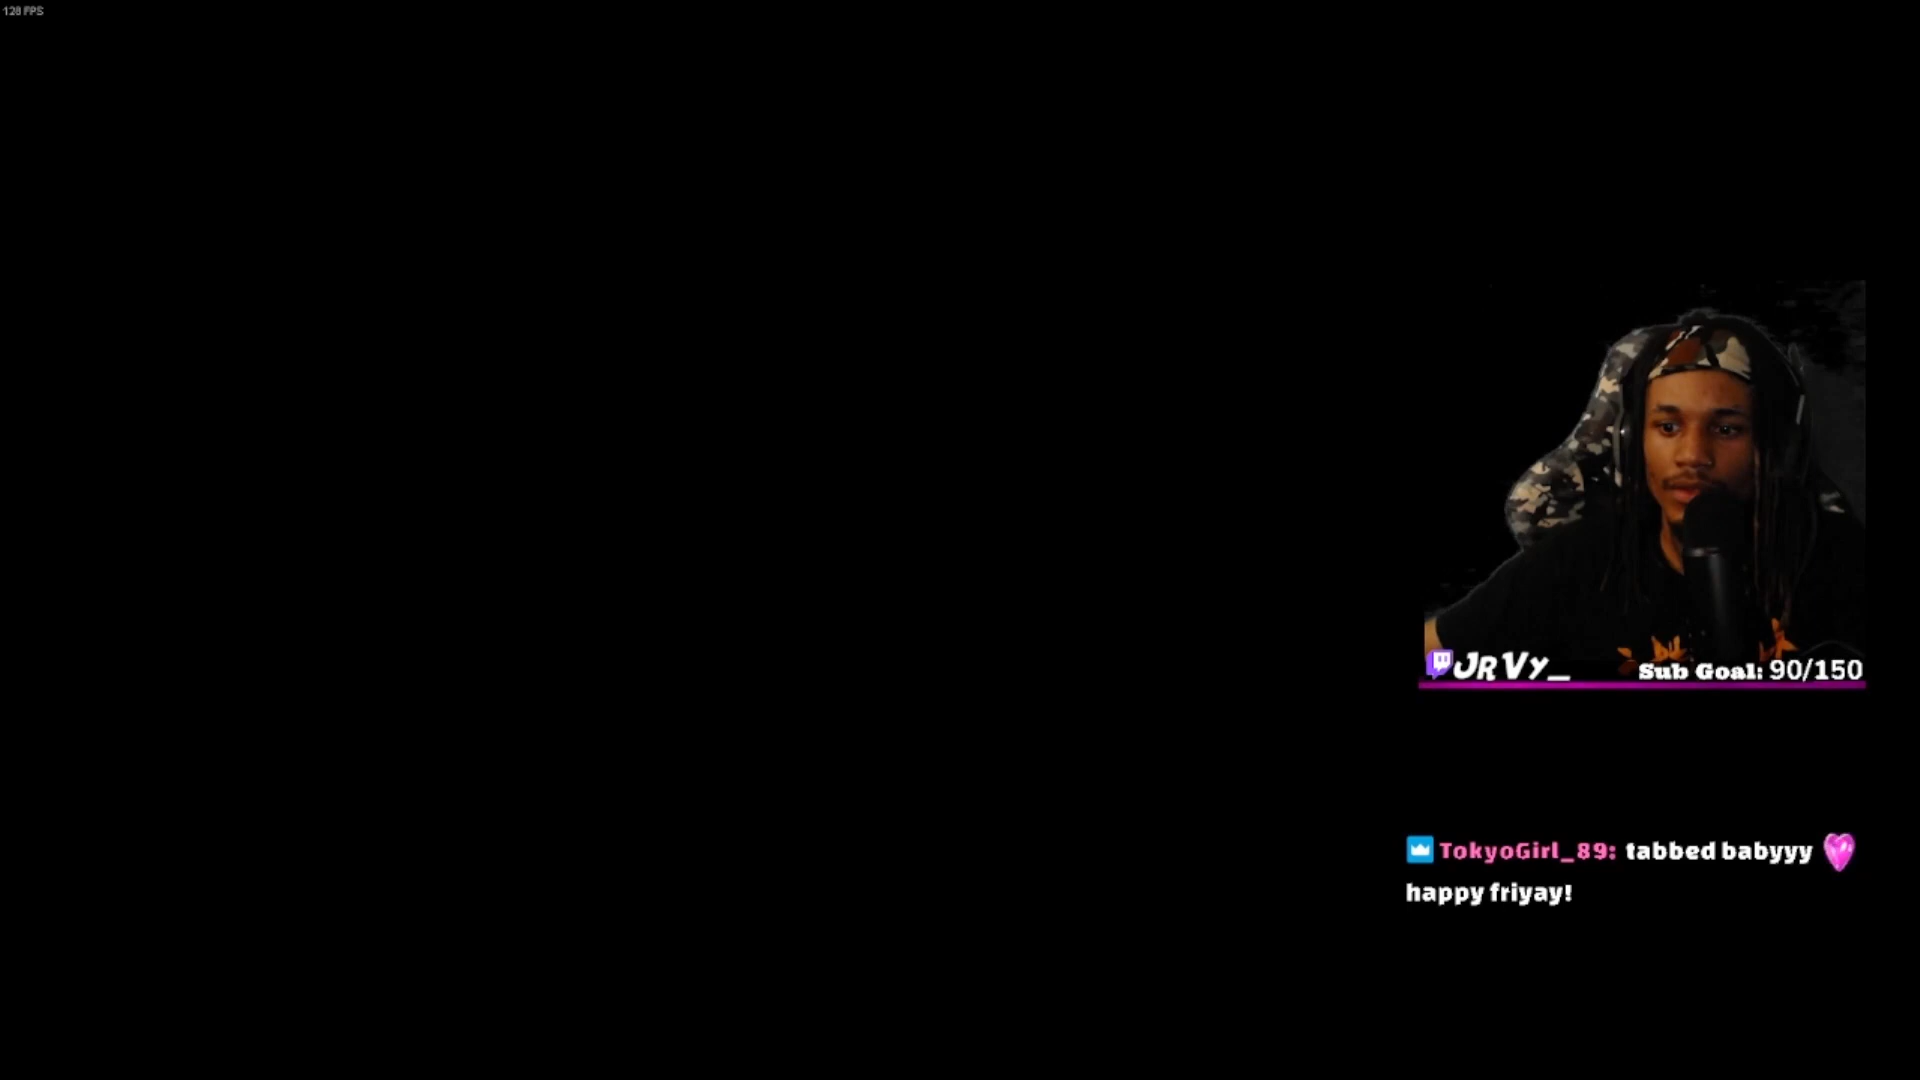 128 FPS
JRVY_
Sub Goal: 90/150
TokyoGirl_89: tabbed babyyy
happy friyay!